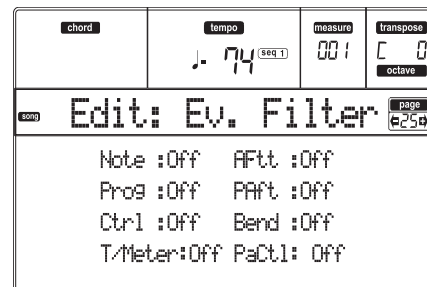 chord tempo measure transpose
♩. 74 seq 1 001 C 0
octave
song Edit: Ev. Filter page
25
Note :Off AFtt :Off
Prog :Off PAft :Off
Ctrl :Off Bend :Off
T/Meter:Off PaCtl: Off